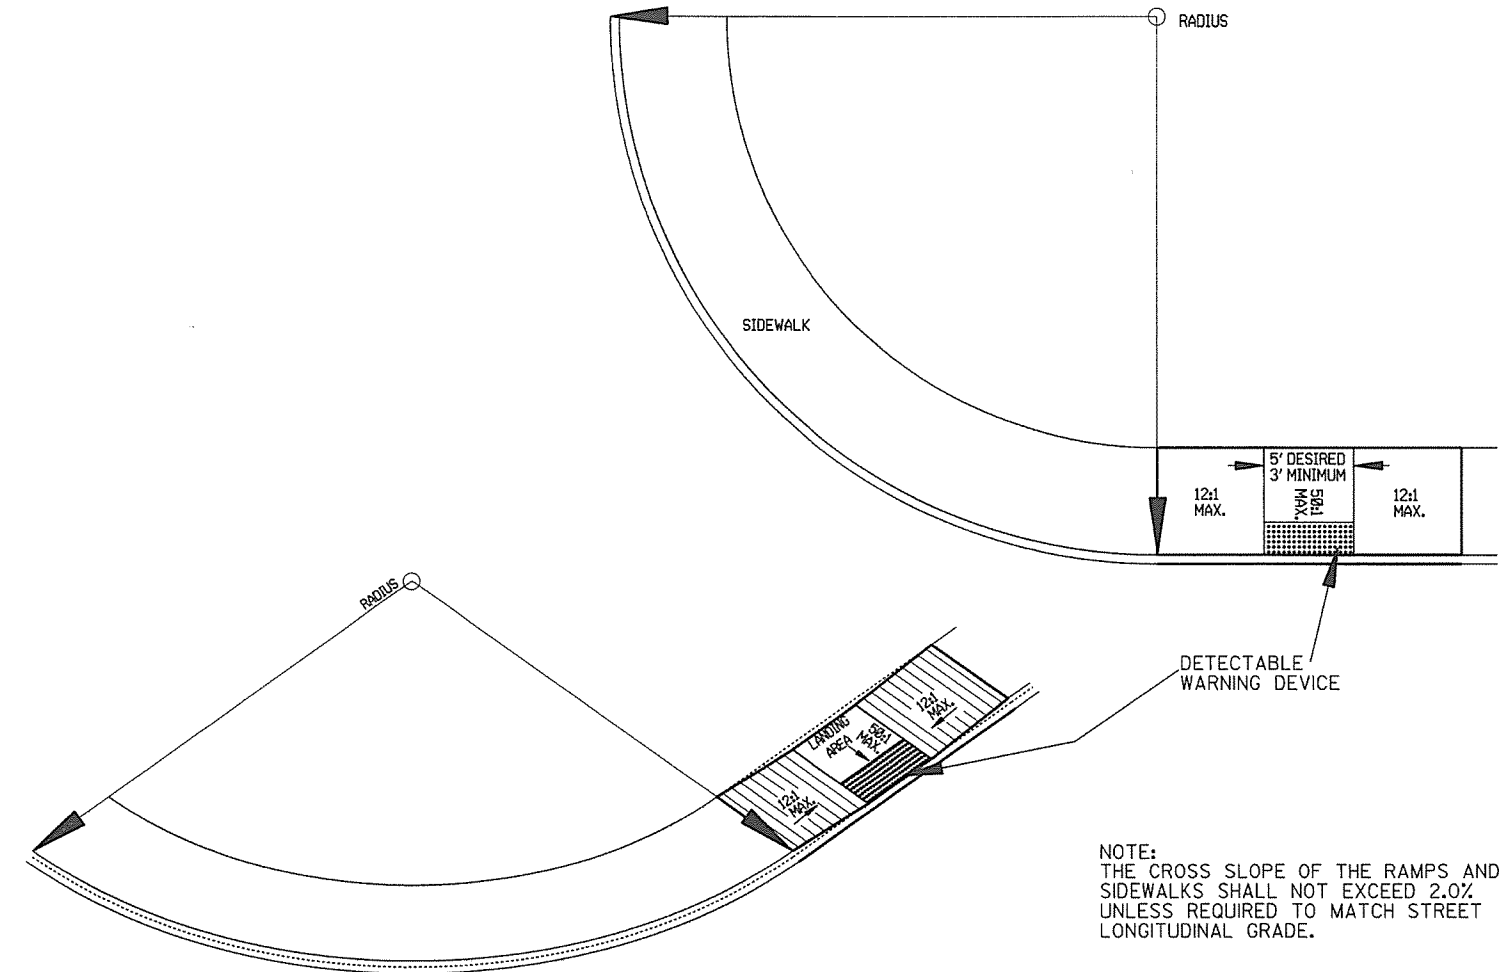 RADIUS
SIDEWALK
5' DESIRED
3' MINIMUM
12:1
MAX.
50:1
MAX.
12:1
MAX.
RADIUS
DETECTABLE
WARNING DEVICE
12:1
MAX.
LANDING
AREA
50:1
MAX.
12:1
MAX.
NOTE:
THE CROSS SLOPE OF THE RAMPS AND
SIDEWALKS SHALL NOT EXCEED 2.0%
UNLESS REQUIRED TO MATCH STREET
LONGITUDINAL GRADE.